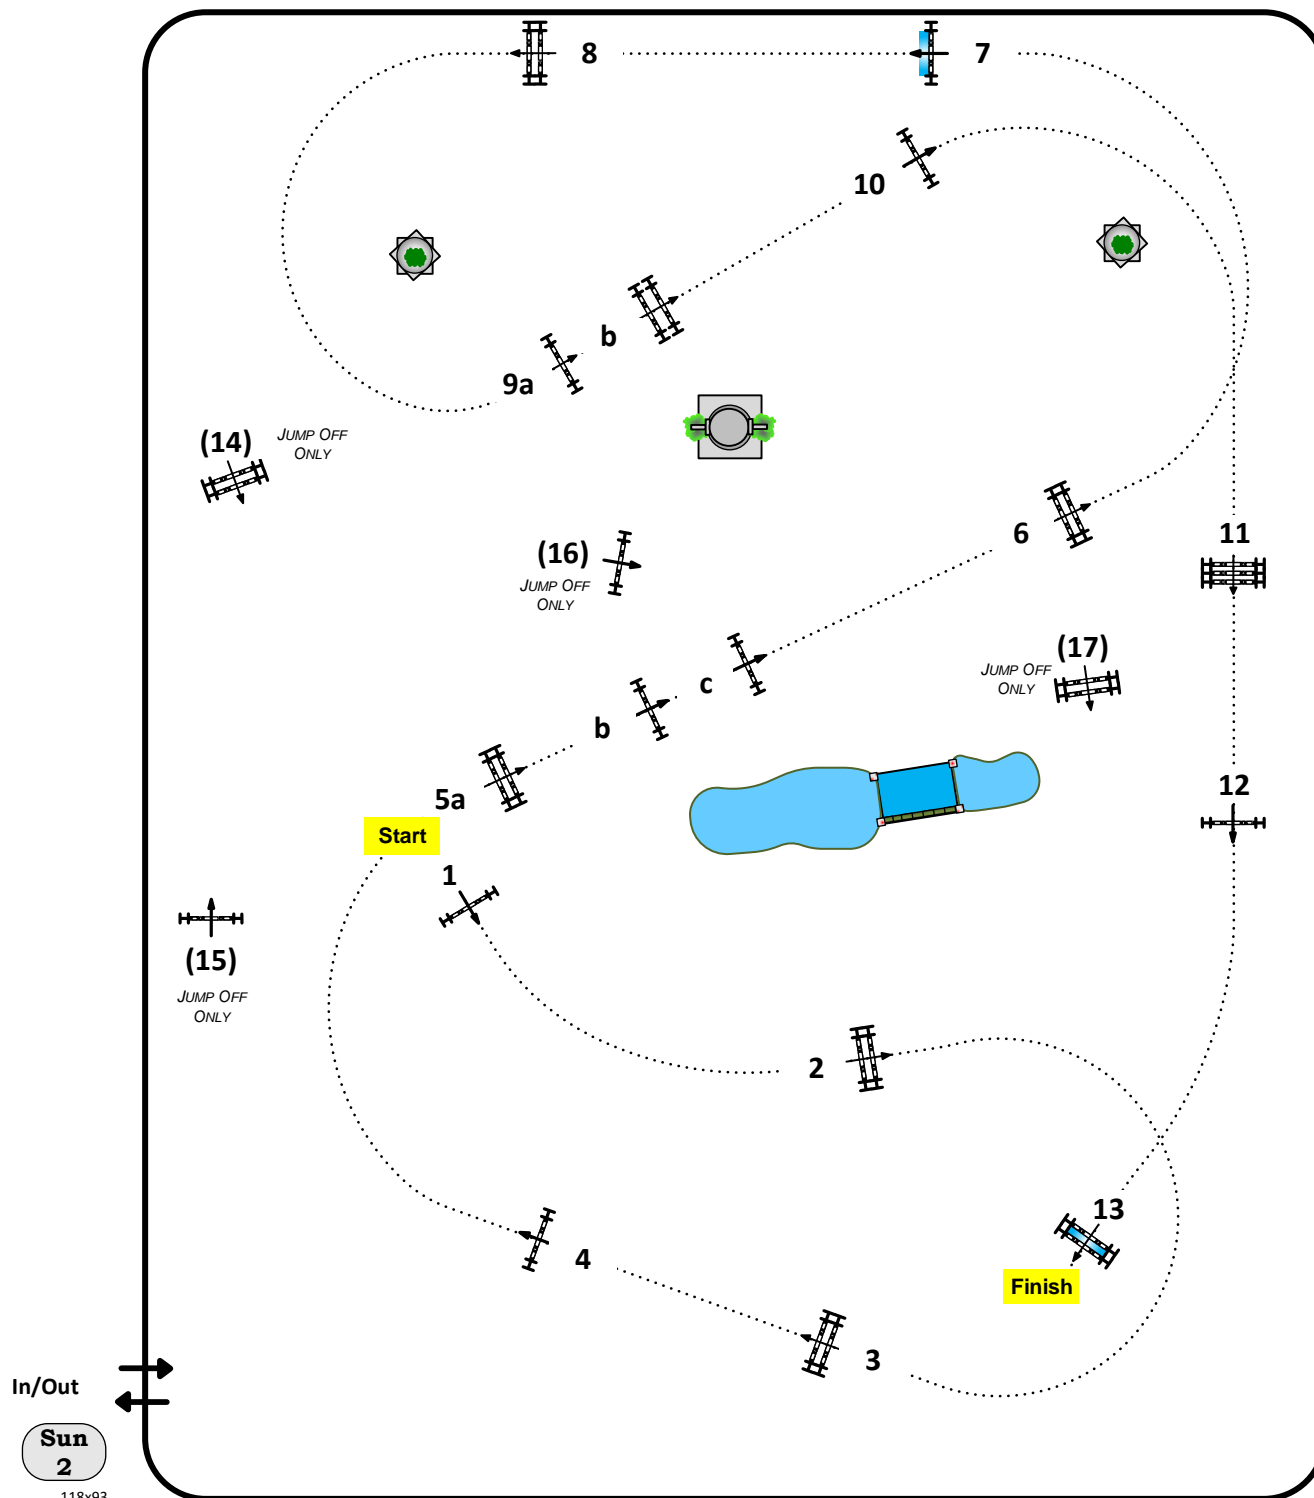 8
7
10
b
9a
(14)
JUMP OFF
ONLY
6
11
(16)
JUMP OFF
ONLY
(17)
JUMP OFF
ONLY
c
b
5a
12
Start
1
(15)
JUMP OFF
ONLY
2
13
4
Finish
3
In/Out
Sun
2
118x93